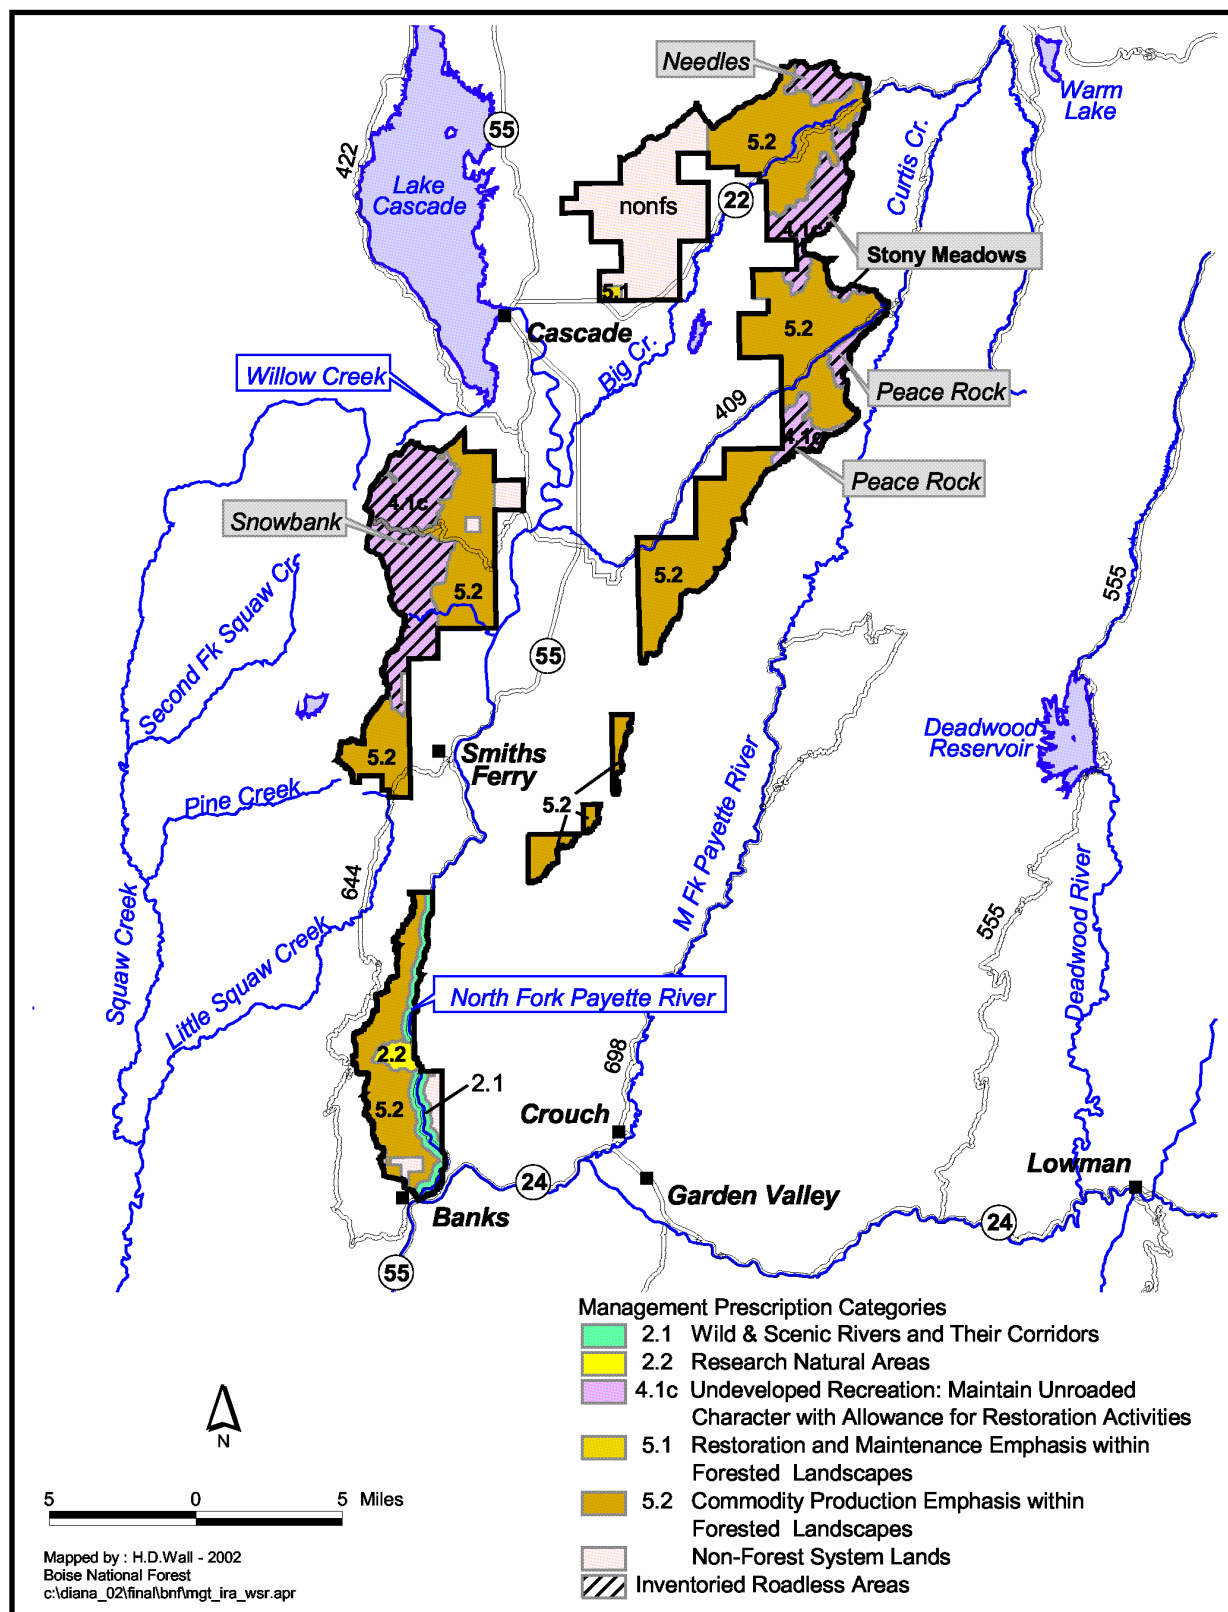 Needles
Warm
Lake
55
422
Lake
Cascade
5.2
Curtis Cr.
22
nonfs
4.1c
Stony Meadows
5.1
Cascade
5.2
Big Cr.
Willow Creek
409
Peace Rock
4.1c
Peace Rock
4.1c
Snowbank
5.2
5.2
555
Second Fk Squaw Cr.
55
Deadwood
Reservoir
5.2
Smiths
Ferry
Pine Creek
5.2
M Fk Payette River
644
Squaw Creek
Little Squaw Creek
555
Deadwood River
North Fork Payette River
2.2
698
2.1
5.2
Crouch
Lowman
24
Garden Valley
Banks
24
55
Management Prescription Categories
2.1 Wild & Scenic Rivers and Their Corridors
2.2 Research Natural Areas
4.1c Undeveloped Recreation: Maintain Unroaded
Character with Allowance for Restoration Activities
5.1 Restoration and Maintenance Emphasis within
Forested Landscapes
5.2 Commodity Production Emphasis within
Forested Landscapes
Non-Forest System Lands
Inventoried Roadless Areas
N
5 0 5 Miles
Mapped by : H.D.Wall - 2002
Boise National Forest
c:\diana_02\final\bnf\mgt_ira_wsr.apr